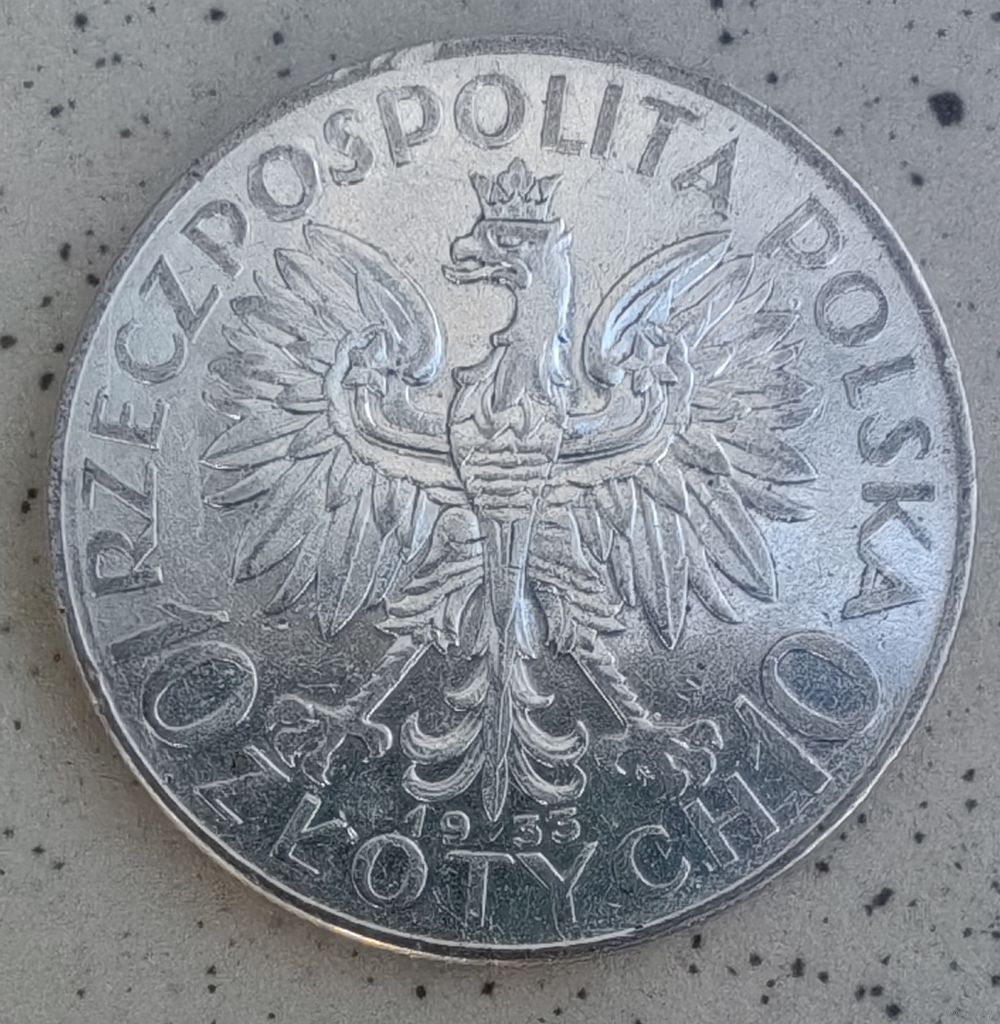 RZECZPOSPOLITA POLSKA
1933
10 ZŁOTYCH 10